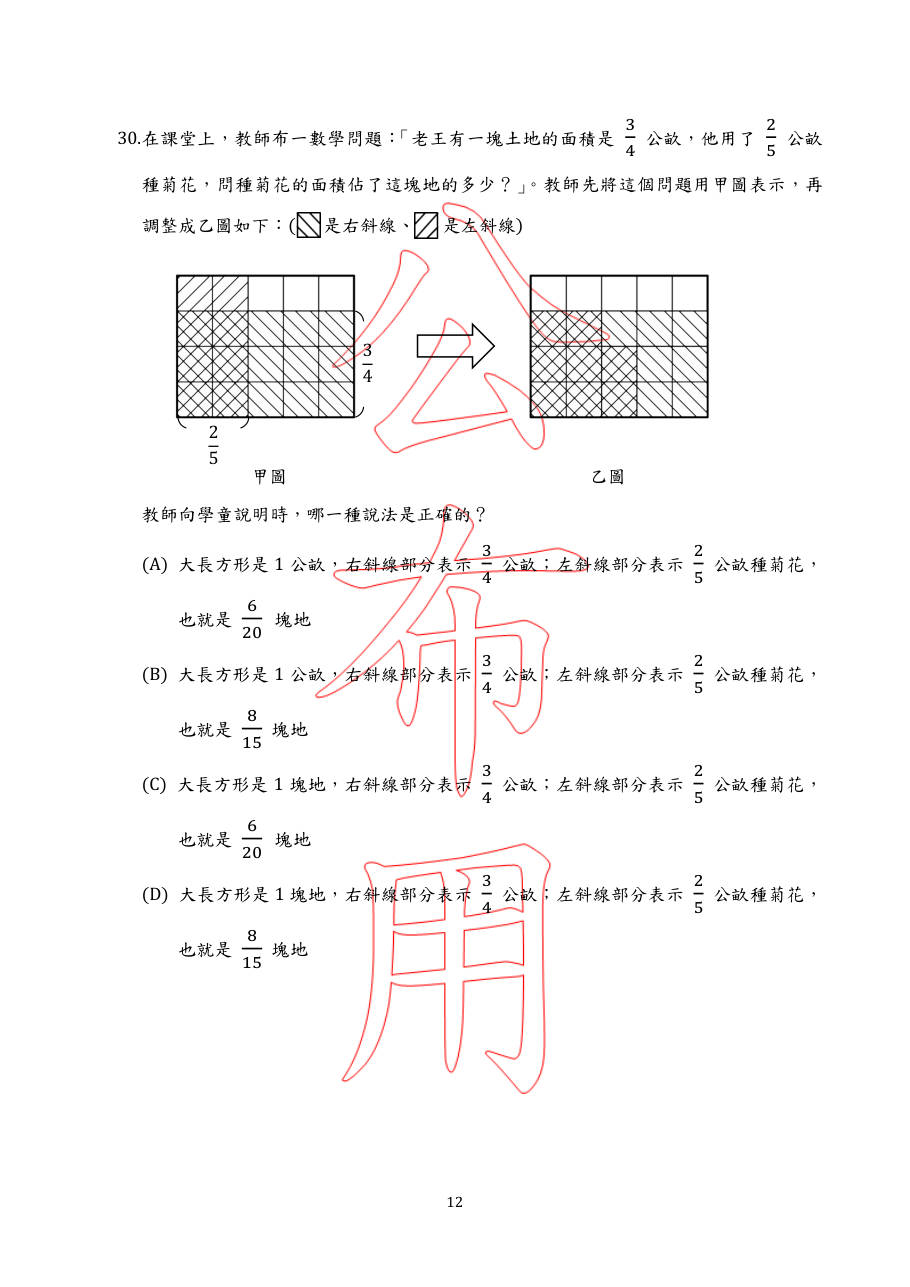 30.在課堂上，教師布一數學問題：「老王有一塊土地的面積是 3/4 公畝，他用了 2/5 公畝
種菊花，問種菊花的面積佔了這塊地的多少？」。教師先將這個問題用甲圖表示，再
調整成乙圖如下：( 是右斜線、 是左斜線)
3/4
2/5
甲圖 乙圖
教師向學童說明時，哪一種說法是正確的？
(A) 大長方形是 1 公畝，右斜線部分表示 3/4 公畝；左斜線部分表示 2/5 公畝種菊花，
也就是 6/20 塊地
(B) 大長方形是 1 公畝，右斜線部分表示 3/4 公畝；左斜線部分表示 2/5 公畝種菊花，
也就是 8/15 塊地
(C) 大長方形是 1 塊地，右斜線部分表示 3/4 公畝；左斜線部分表示 2/5 公畝種菊花，
也就是 6/20 塊地
(D) 大長方形是 1 塊地，右斜線部分表示 3/4 公畝；左斜線部分表示 2/5 公畝種菊花，
也就是 8/15 塊地
公
布
用
12